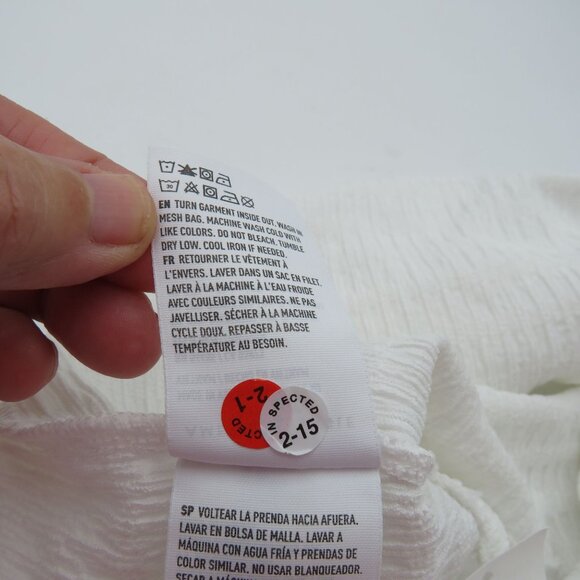 EN TURN GARMENT INSIDE OUT. WASH IN
MESH BAG. MACHINE WASH COLD WITH
LIKE COLORS. DO NOT BLEACH. TUMBLE
DRY LOW. COOL IRON IF NEEDED.
FR RETOURNER LE VÊTEMENT À
L'ENVERS. LAVER DANS UN SAC EN FILET.
LAVER À LA MACHINE À L'EAU FROIDE
AVEC COULEURS SIMILAIRES. NE PAS
JAVELLISER. SÉCHER À LA MACHINE
CYCLE DOUX. REPASSER À BASSE
TEMPÉRATURE AU BESOIN.
2-1
CTED
INSPECTED
2-15
SP VOLTEAR LA PRENDA HACIA AFUERA.
LAVAR EN BOLSA DE MALLA. LAVAR A
MÁQUINA CON AGUA FRÍA Y PRENDAS DE
COLOR SIMILAR. NO USAR BLANQUEADOR.
SECAR A